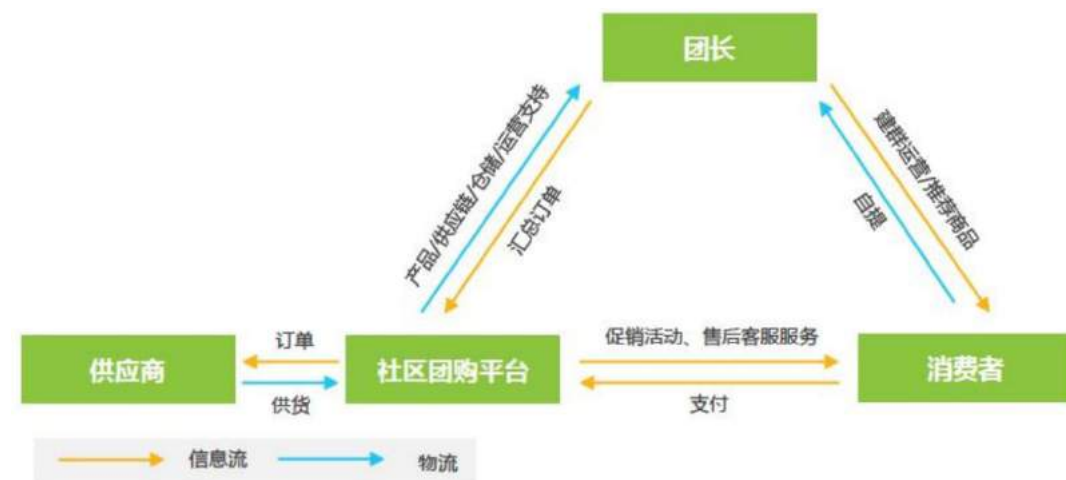 团长
产品/供应链/仓储/运营支持
汇总订单
建群运营/推荐商品
自提
供应商
订单
供货
社区团购平台
促销活动、售后客服服务
支付
消费者
信息流
物流